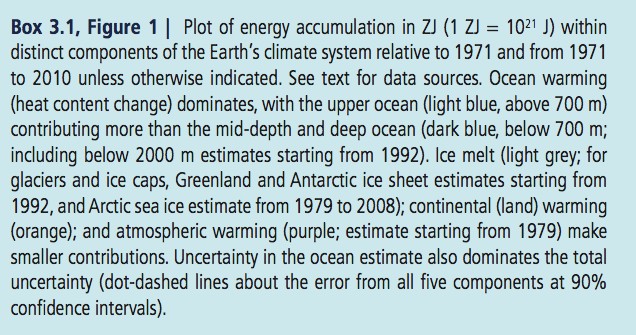 Box 3.1, Figure 1 | Plot of energy accumulation in ZJ (1 ZJ = 10²¹ J) within
distinct components of the Earth's climate system relative to 1971 and from 1971
to 2010 unless otherwise indicated. See text for data sources. Ocean warming
(heat content change) dominates, with the upper ocean (light blue, above 700 m)
contributing more than the mid-depth and deep ocean (dark blue, below 700 m;
including below 2000 m estimates starting from 1992). Ice melt (light grey; for
glaciers and ice caps, Greenland and Antarctic ice sheet estimates starting from
1992, and Arctic sea ice estimate from 1979 to 2008); continental (land) warming
(orange); and atmospheric warming (purple; estimate starting from 1979) make
smaller contributions. Uncertainty in the ocean estimate also dominates the total
uncertainty (dot-dashed lines about the error from all five components at 90%
confidence intervals).